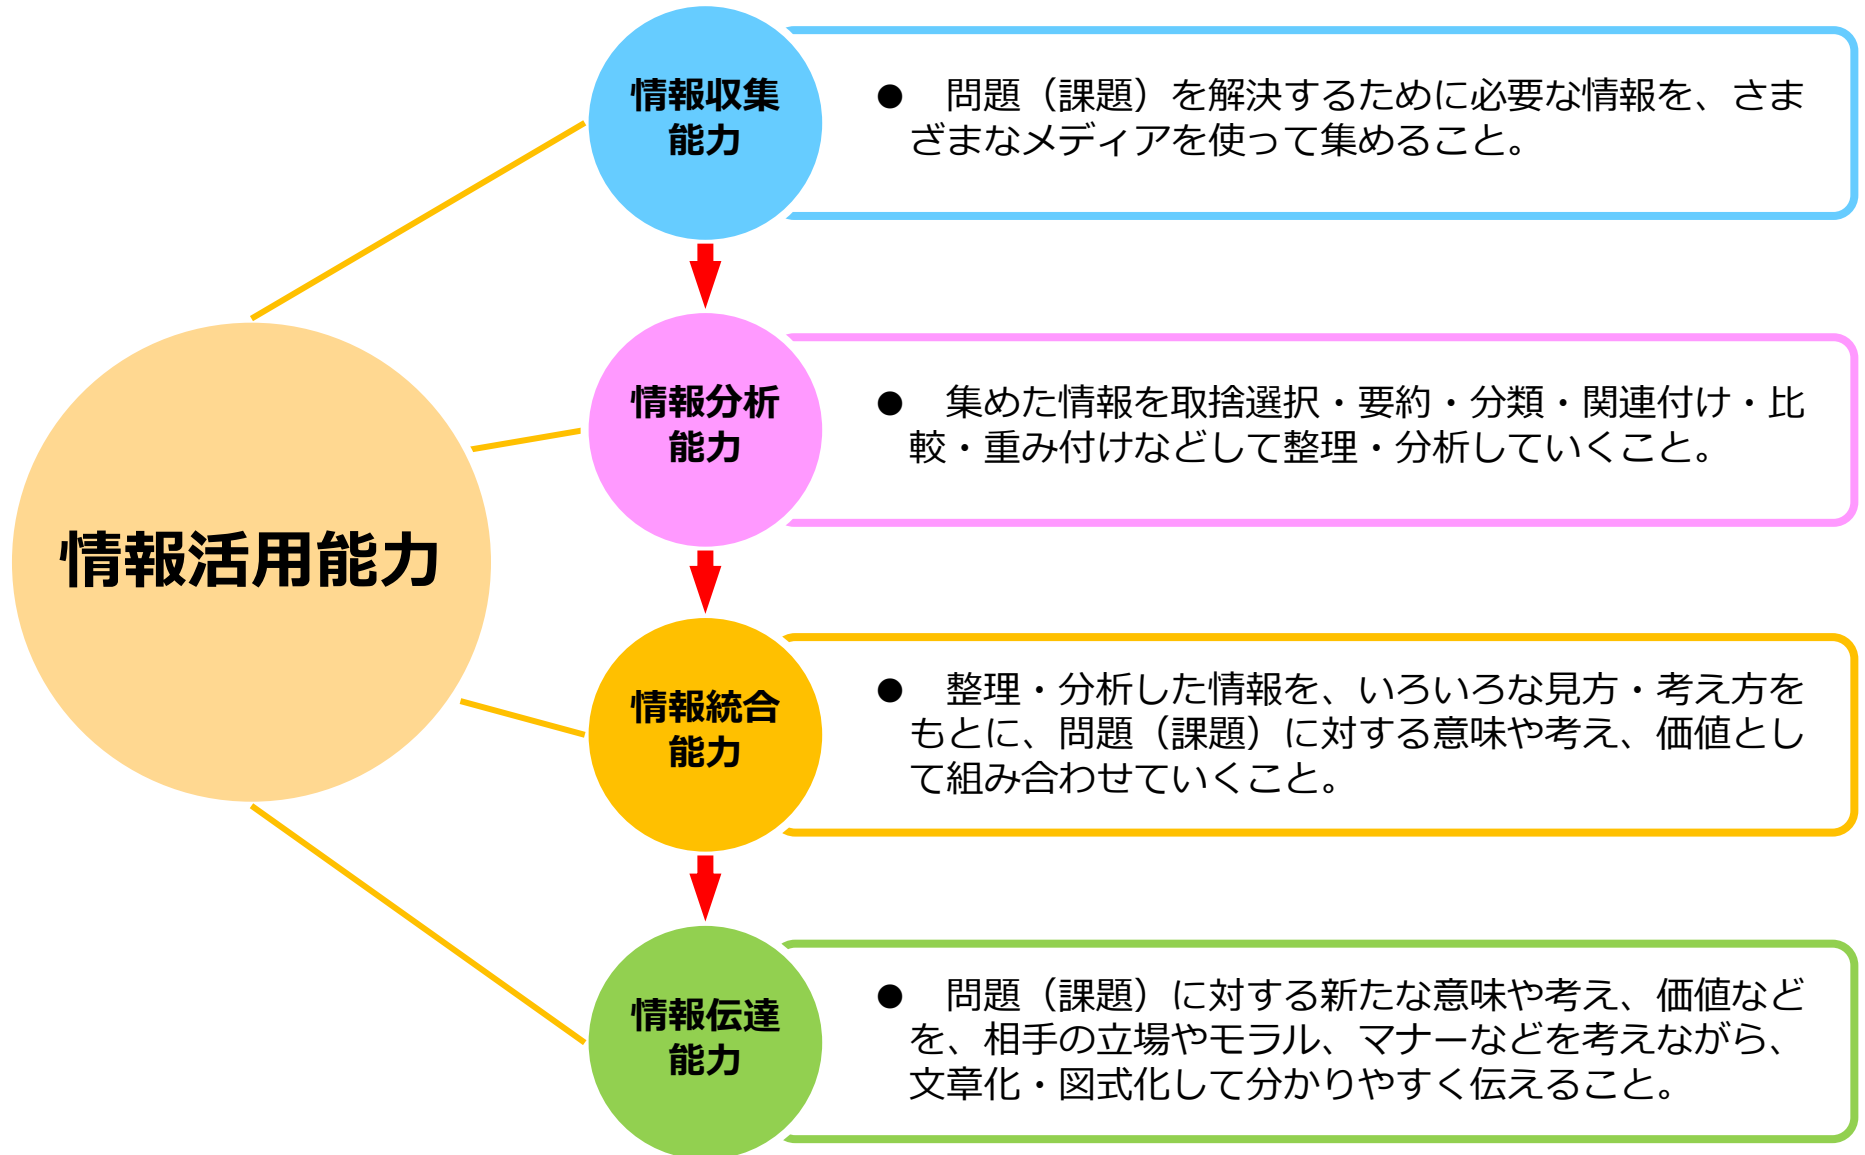 情報活用能力
情報収集
能力
● 問題（課題）を解決するために必要な情報を、さま
ざまなメディアを使って集めること。
情報分析
能力
● 集めた情報を取捨選択・要約・分類・関連付け・比
較・重み付けなどして整理・分析していくこと。
情報統合
能力
● 整理・分析した情報を、いろいろな見方・考え方を
もとに、問題（課題）に対する意味や考え、価値とし
て組み合わせていくこと。
情報伝達
能力
● 問題（課題）に対する新たな意味や考え、価値など
を、相手の立場やモラル、マナーなどを考えながら、
文章化・図式化して分かりやすく伝えること。